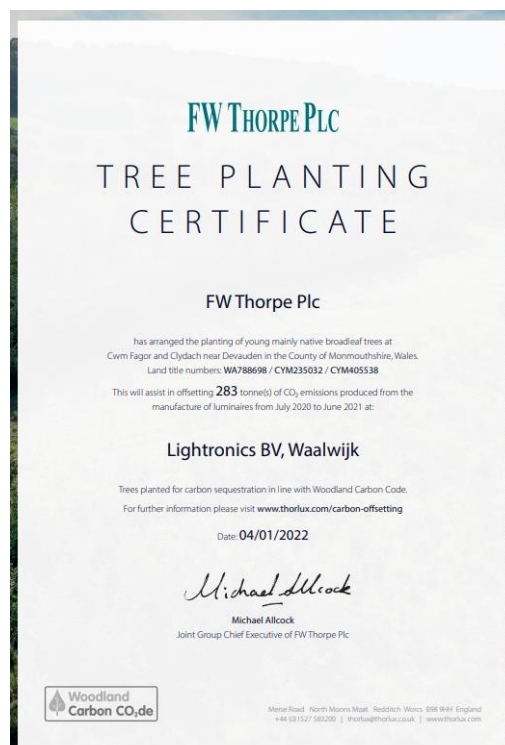 FW THORPE PLC
TREE PLANTING
CERTIFICATE
FW Thorpe Plc
has arranged the planting of young mainly native broadleaf trees at
Cwm Fagor and Clydach near Devauden in the County of Monmouthshire, Wales.
Land title numbers: WA788698 / CYM235032 / CYM405538
This will assist in offsetting 283 tonne(s) of CO₂ emissions produced from the
manufacture of luminaires from July 2020 to June 2021 at:
Lightronics BV, Waalwijk
Trees planted for carbon sequestration in line with Woodland Carbon Code.
For further information please visit www.thorlux.com/carbon-offsetting
Date: 04/01/2022
Michael Allcock
Michael Allcock
Joint Group Chief Executive of FW Thorpe Plc
Woodland
Carbon CO₂de
Merse Road North Moons Moat Redditch Worcs B98 9HH England
+44 (0)1527 583200 | thorlux@thorlux.co.uk | www.thorlux.com